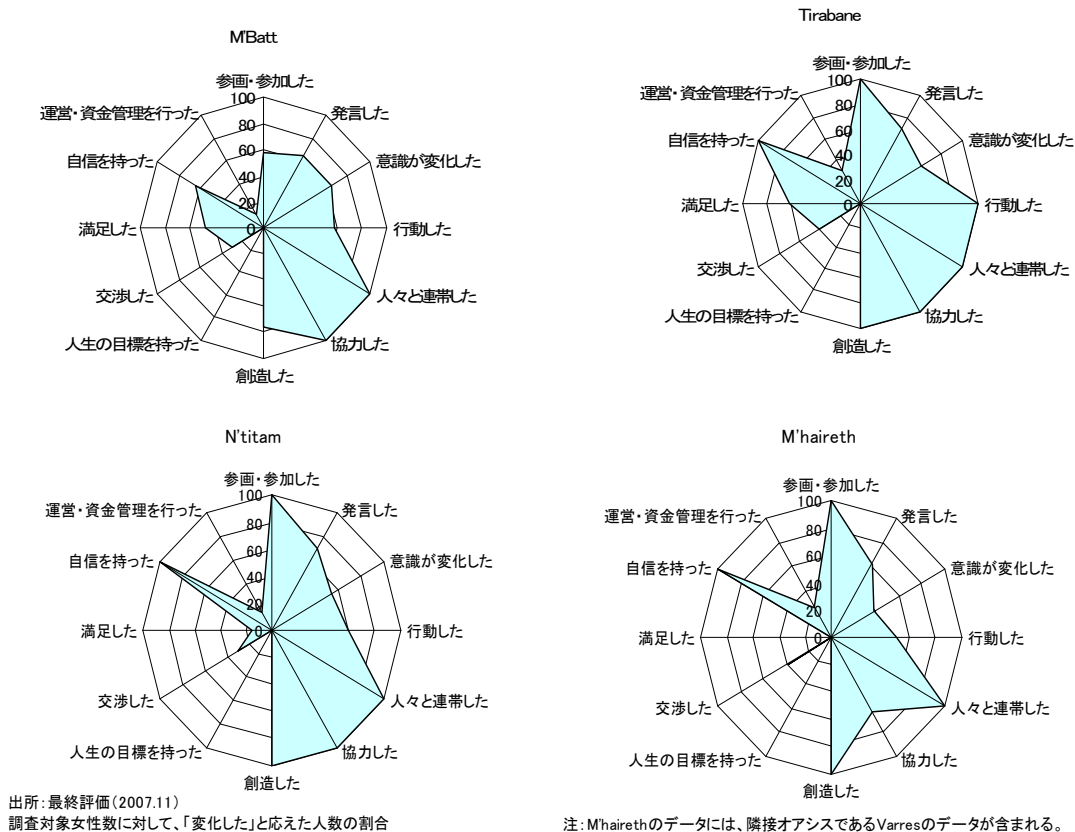 M'Batt
参画・参加した
発言した
意識が変化した
行動した
人々と連帯した
協力した
創造した
人生の目標を持った
交渉した
満足した
自信を持った
運営・資金管理を行った
100
80
60
40
20
0
Tirabane
参画・参加した
発言した
意識が変化した
行動した
人々と連帯した
協力した
創造した
人生の目標を持った
交渉した
満足した
自信を持った
運営・資金管理を行った
100
80
60
40
20
0
N'titam
参画・参加した
発言した
意識が変化した
行動した
人々と連帯した
協力した
創造した
人生の目標を持った
交渉した
満足した
自信を持った
運営・資金管理を行った
100
80
60
40
20
0
M'haireth
参画・参加した
発言した
意識が変化した
行動した
人々と連帯した
協力した
創造した
人生の目標を持った
交渉した
満足した
自信を持った
運営・資金管理を行った
100
80
60
40
20
0
出所:最終評価(2007.11)
調査対象女性数に対して、「変化した」と応えた人数の割合
注:M'hairethのデータには、隣接オアシスであるVarresのデータが含まれる。